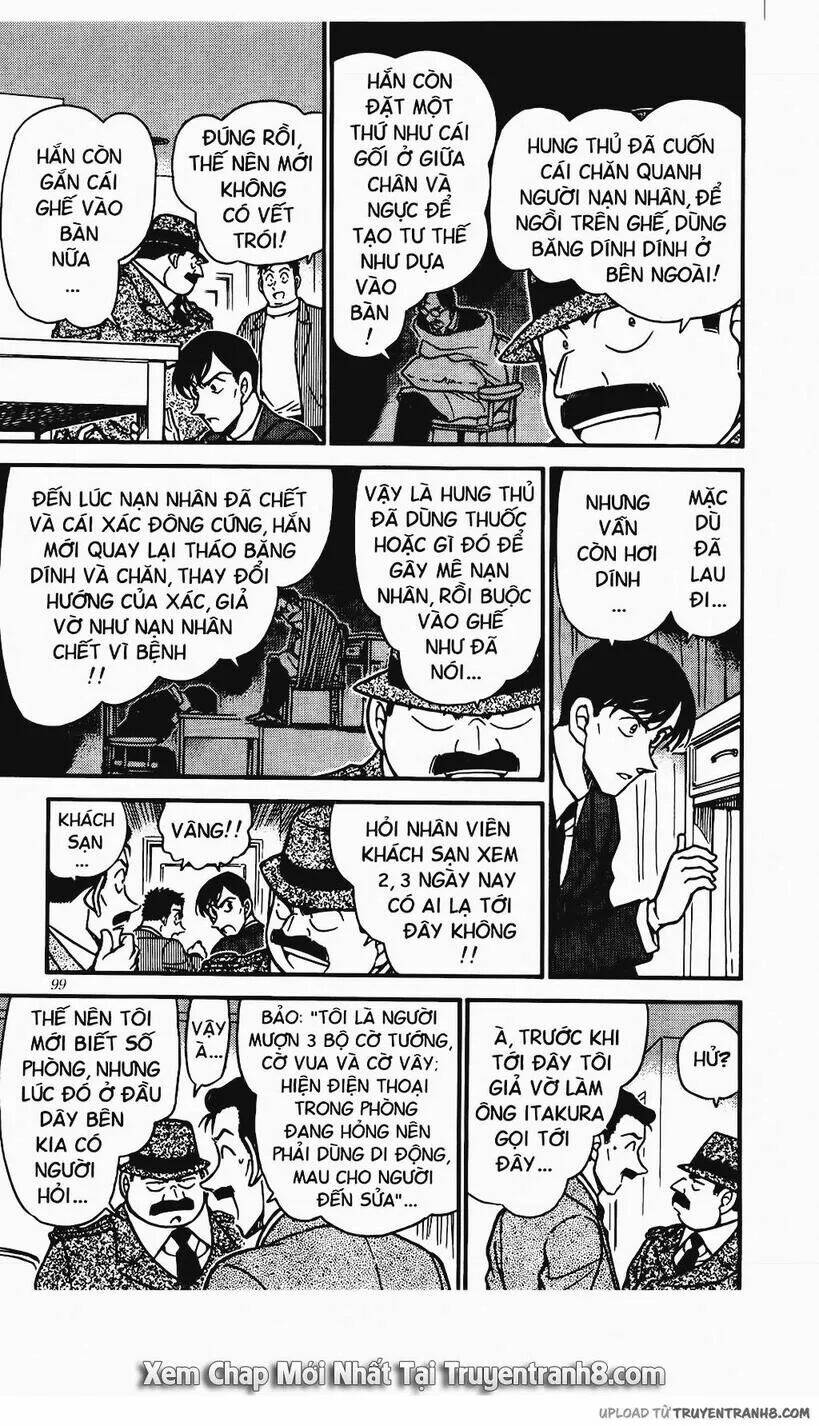 HUNG THỦ ĐÃ CUỐN
CÁI CHĂN QUANH
NGƯỜI NẠN NHÂN, ĐỂ
NGỒI TRÊN GHẾ, DÙNG
BĂNG DÍNH DÍNH Ở
BÊN NGOÀI!
HẮN CÒN
ĐẶT MỘT
THỨ NHƯ CÁI
GỐI Ở GIỮA
CHÂN VÀ
NGỰC ĐỂ
TẠO TƯ THẾ
NHƯ DỰA
VÀO
BÀN
!
ĐỨNG RỒI,
THẾ NÊN MỚI
KHÔNG
CÓ VẾT
TRÓI!
HẮN CÒN
GẮN CÁI
GHẾ VÀO
BÀN
NỮA
...
MẶC
DÙ
ĐÃ
LAU
ĐI...
NHƯNG
VẨN
CÒN HƠI
DÍNH
...
VẬY LÀ HUNG THỦ
ĐÃ DÙNG THUỐC
HOẶC GÌ ĐÓ ĐỂ
GÂY MÊ NẠN
NHÂN, RỒI BUỘC
VÀO GHẾ
NHƯ ĐÃ
NÓI...
ĐẾN LÚC NẠN NHÂN ĐÃ CHẾT
VÀ CÁI XÁC ĐÔNG CỨNG, HẮN
MỚI QUAY LẠI THÁO BĂNG
DÍNH VÀ CHĂN, THAY ĐỔI
HƯỚNG CỦA XÁC, GIẢ
VỜ NHƯ NẠN NHÂN
CHẾT VÌ BỆNH
!!
HỎI NHÂN VIÊN
KHÁCH SẠN XEM
2, 3 NGÀY NAY
CÓ AI LẠ TỚI
ĐÂY KHÔNG
!!
VÂNG!!
KHÁCH
SẠN
...
99
HỬ?
À, TRƯỚC KHI
TỚI ĐÂY TÔI
GIẢ VỜ LÀM
ÔNG ITAKURA
GỌI TỚI
ĐÂY...
BẢO: "TÔI LÀ NGƯỜI
MƯỢN 3 BỘ CỜ TƯỚNG,
CỜ VUA VÀ CỜ VÂY;
HIỆN ĐIỆN THOẠI
TRONG PHÒNG
ĐANG HỎNG NÊN
PHẢI DÙNG DI ĐỘNG,
MAU CHO NGƯỜI
ĐẾN SỬA"...
VẬY
À...
THẾ NÊN TÔI
MỚI BIẾT SỐ
PHÒNG, NHƯNG
LÚC ĐÓ Ở ĐẦU
DÂY BÊN
KIA CÓ
NGƯỜI
HỎI...
Xem Chap Mới Nhất Tại Truyentranh8.com
UPLOAD TỪ TRUYENTRANH8.COM